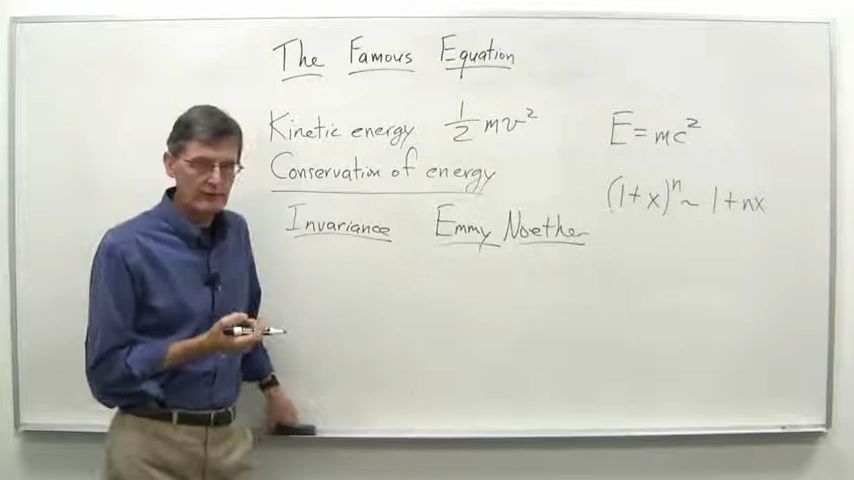 The Famous Equation
Kinetic energy 1/2 mv²
Conservation of energy
Invariance Emmy Noether
E=mc²
(1+x)ⁿ ~ 1+nx